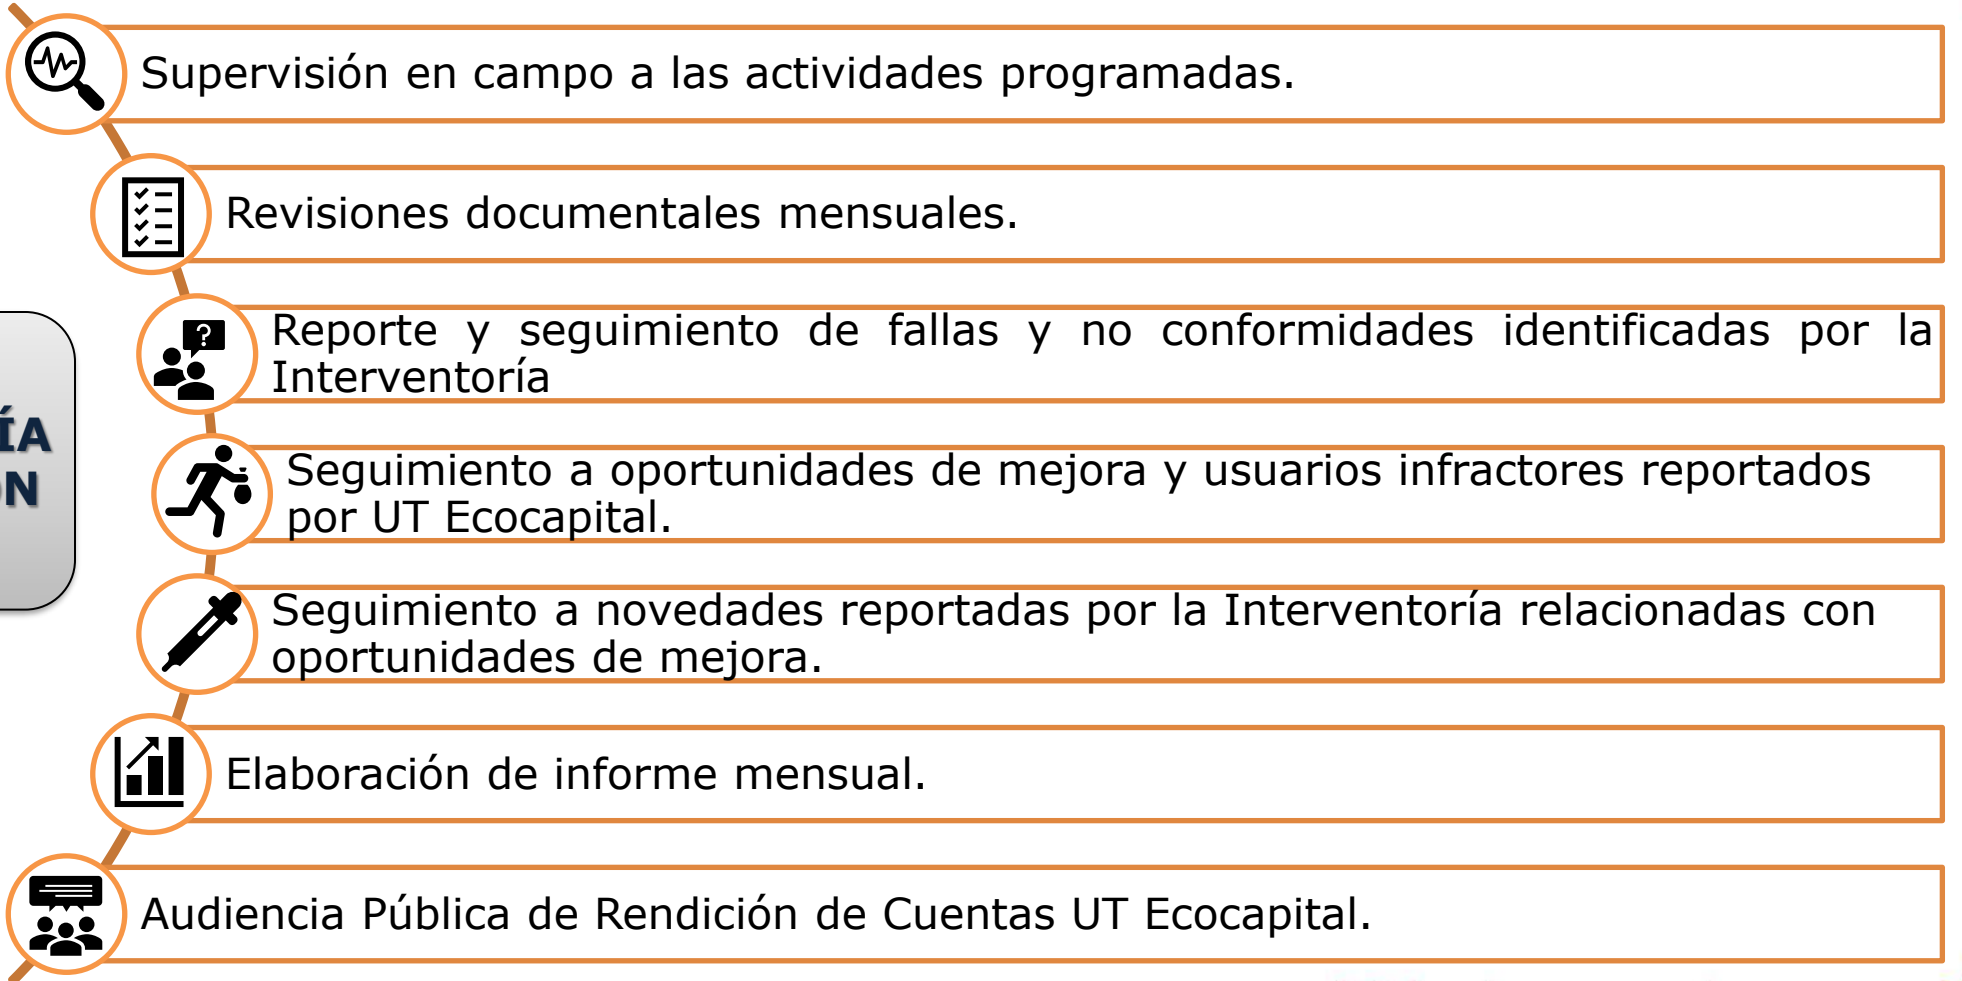 Supervisión en campo a las actividades programadas.
Revisiones documentales mensuales.
Reporte y seguimiento de fallas y no conformidades identificadas por la
Interventoría
ÍA
ÓN
Seguimiento a oportunidades de mejora y usuarios infractores reportados
por UT Ecocapital.
Seguimiento a novedades reportadas por la Interventoría relacionadas con
oportunidades de mejora.
Elaboración de informe mensual.
Audiencia Pública de Rendición de Cuentas UT Ecocapital.